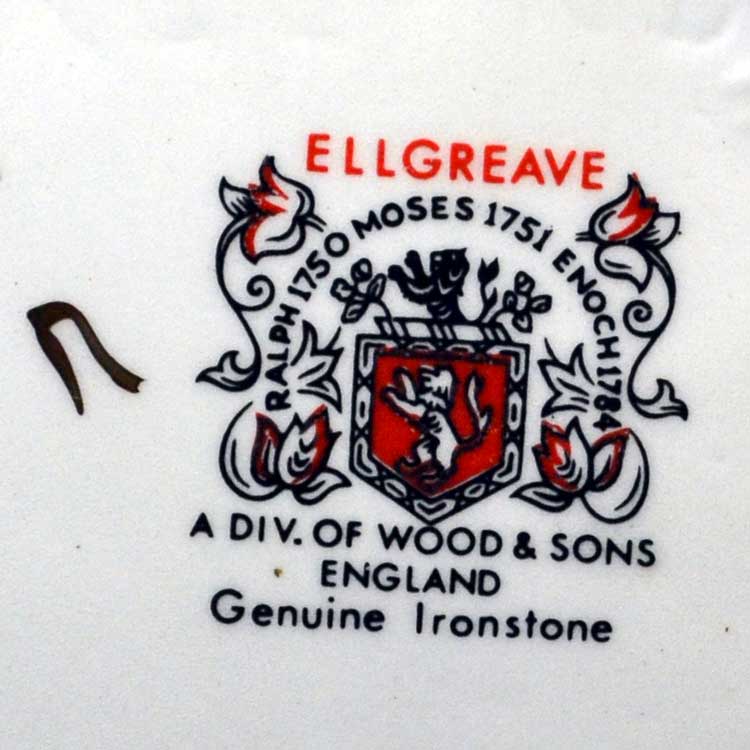 ELLGREAVE
RALPH 1750 MOSES 1751 ENOCH 1784
A DIV. OF WOOD & SONS
ENGLAND
Genuine Ironstone